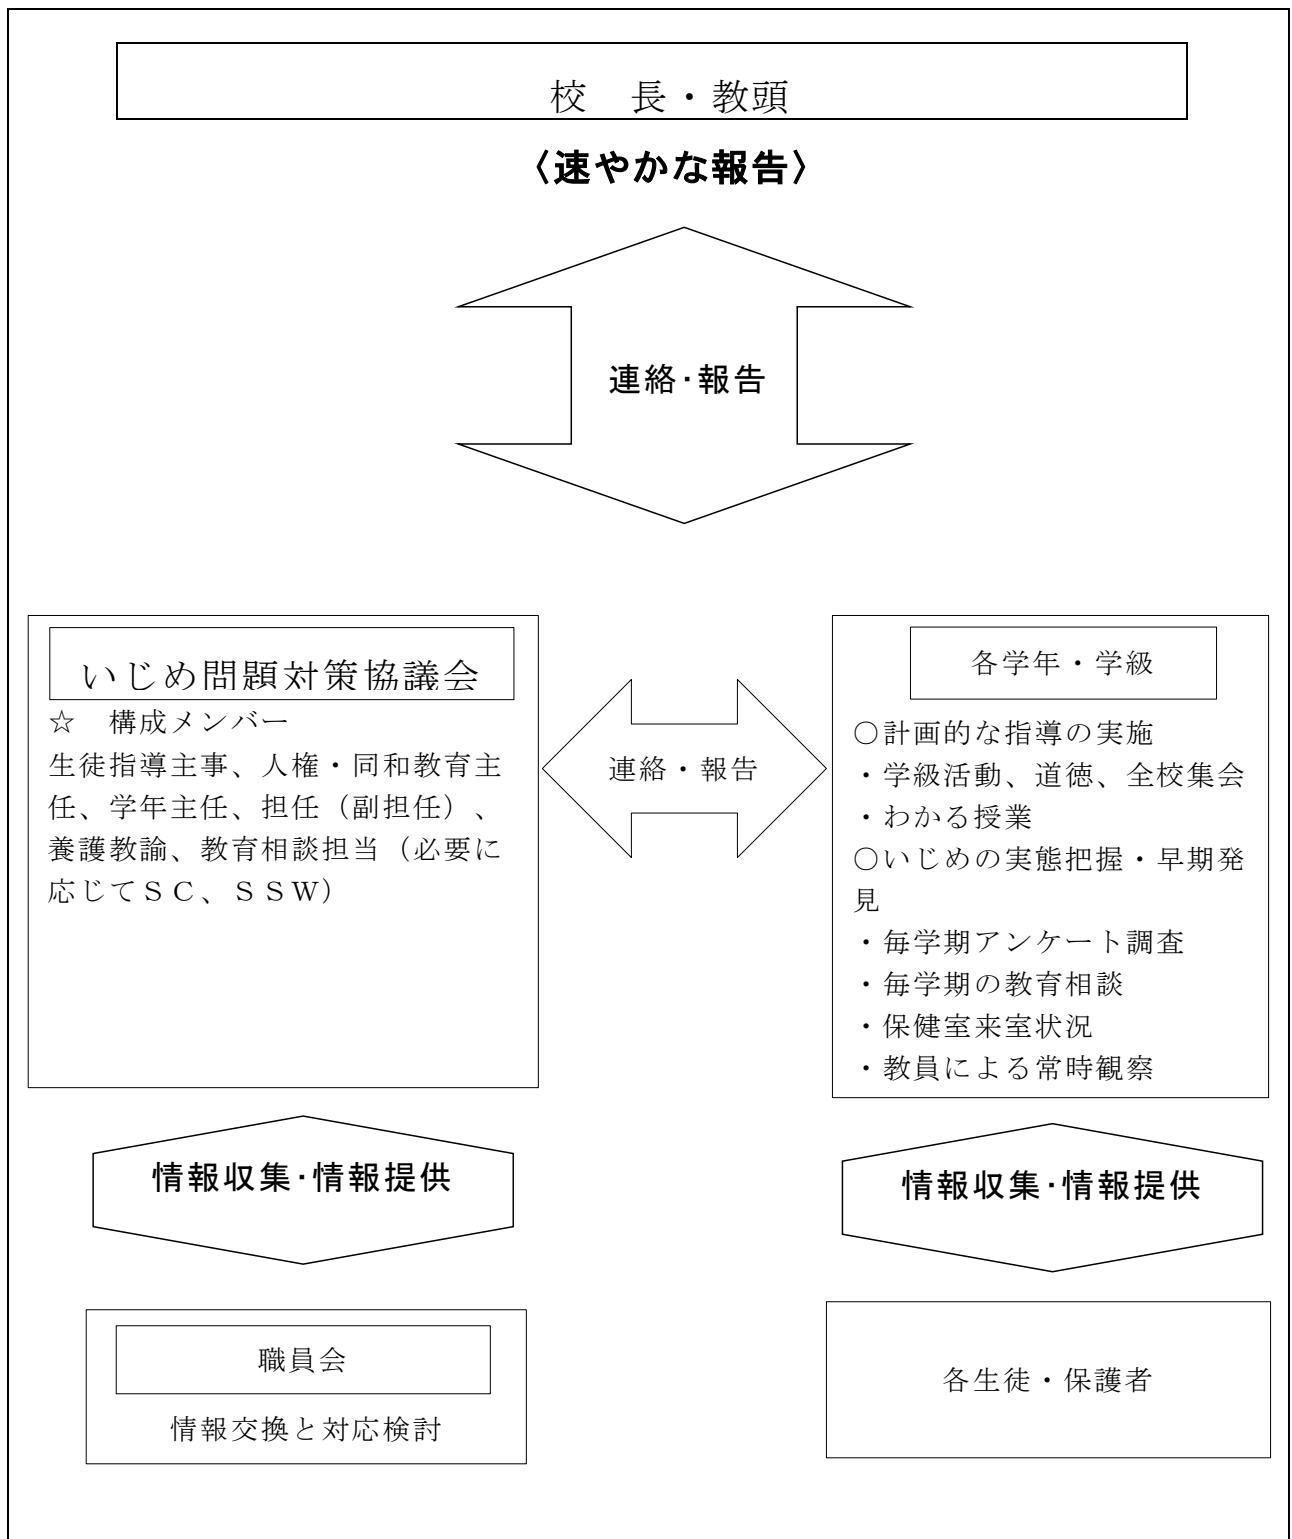 校　長・教頭
〈速やかな報告〉
連絡・報告
いじめ問題対策協議会
☆　構成メンバー
生徒指導主事、人権・同和教育主
任、学年主任、担任（副担任）、
養護教諭、教育相談担当（必要に
応じてＳＣ、ＳＳＷ）
連絡・報告
各学年・学級
○計画的な指導の実施
・学級活動、道徳、全校集会
・わかる授業
○いじめの実態把握・早期発
見
・毎学期アンケート調査
・毎学期の教育相談
・保健室来室状況
・教員による常時観察
情報収集・情報提供
情報収集・情報提供
職員会
情報交換と対応検討
各生徒・保護者